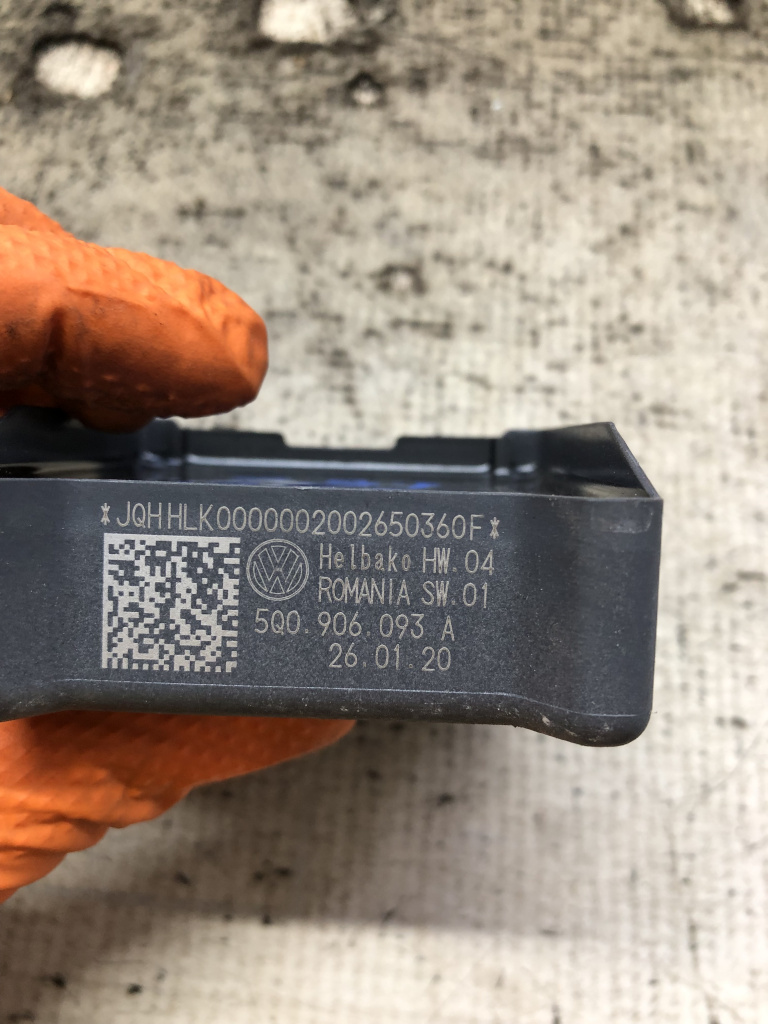 *JQHHLK0000002002650360F*
Helbako HW.04
ROMANIA SW.01
5Q0.906.093 A
26.01.20